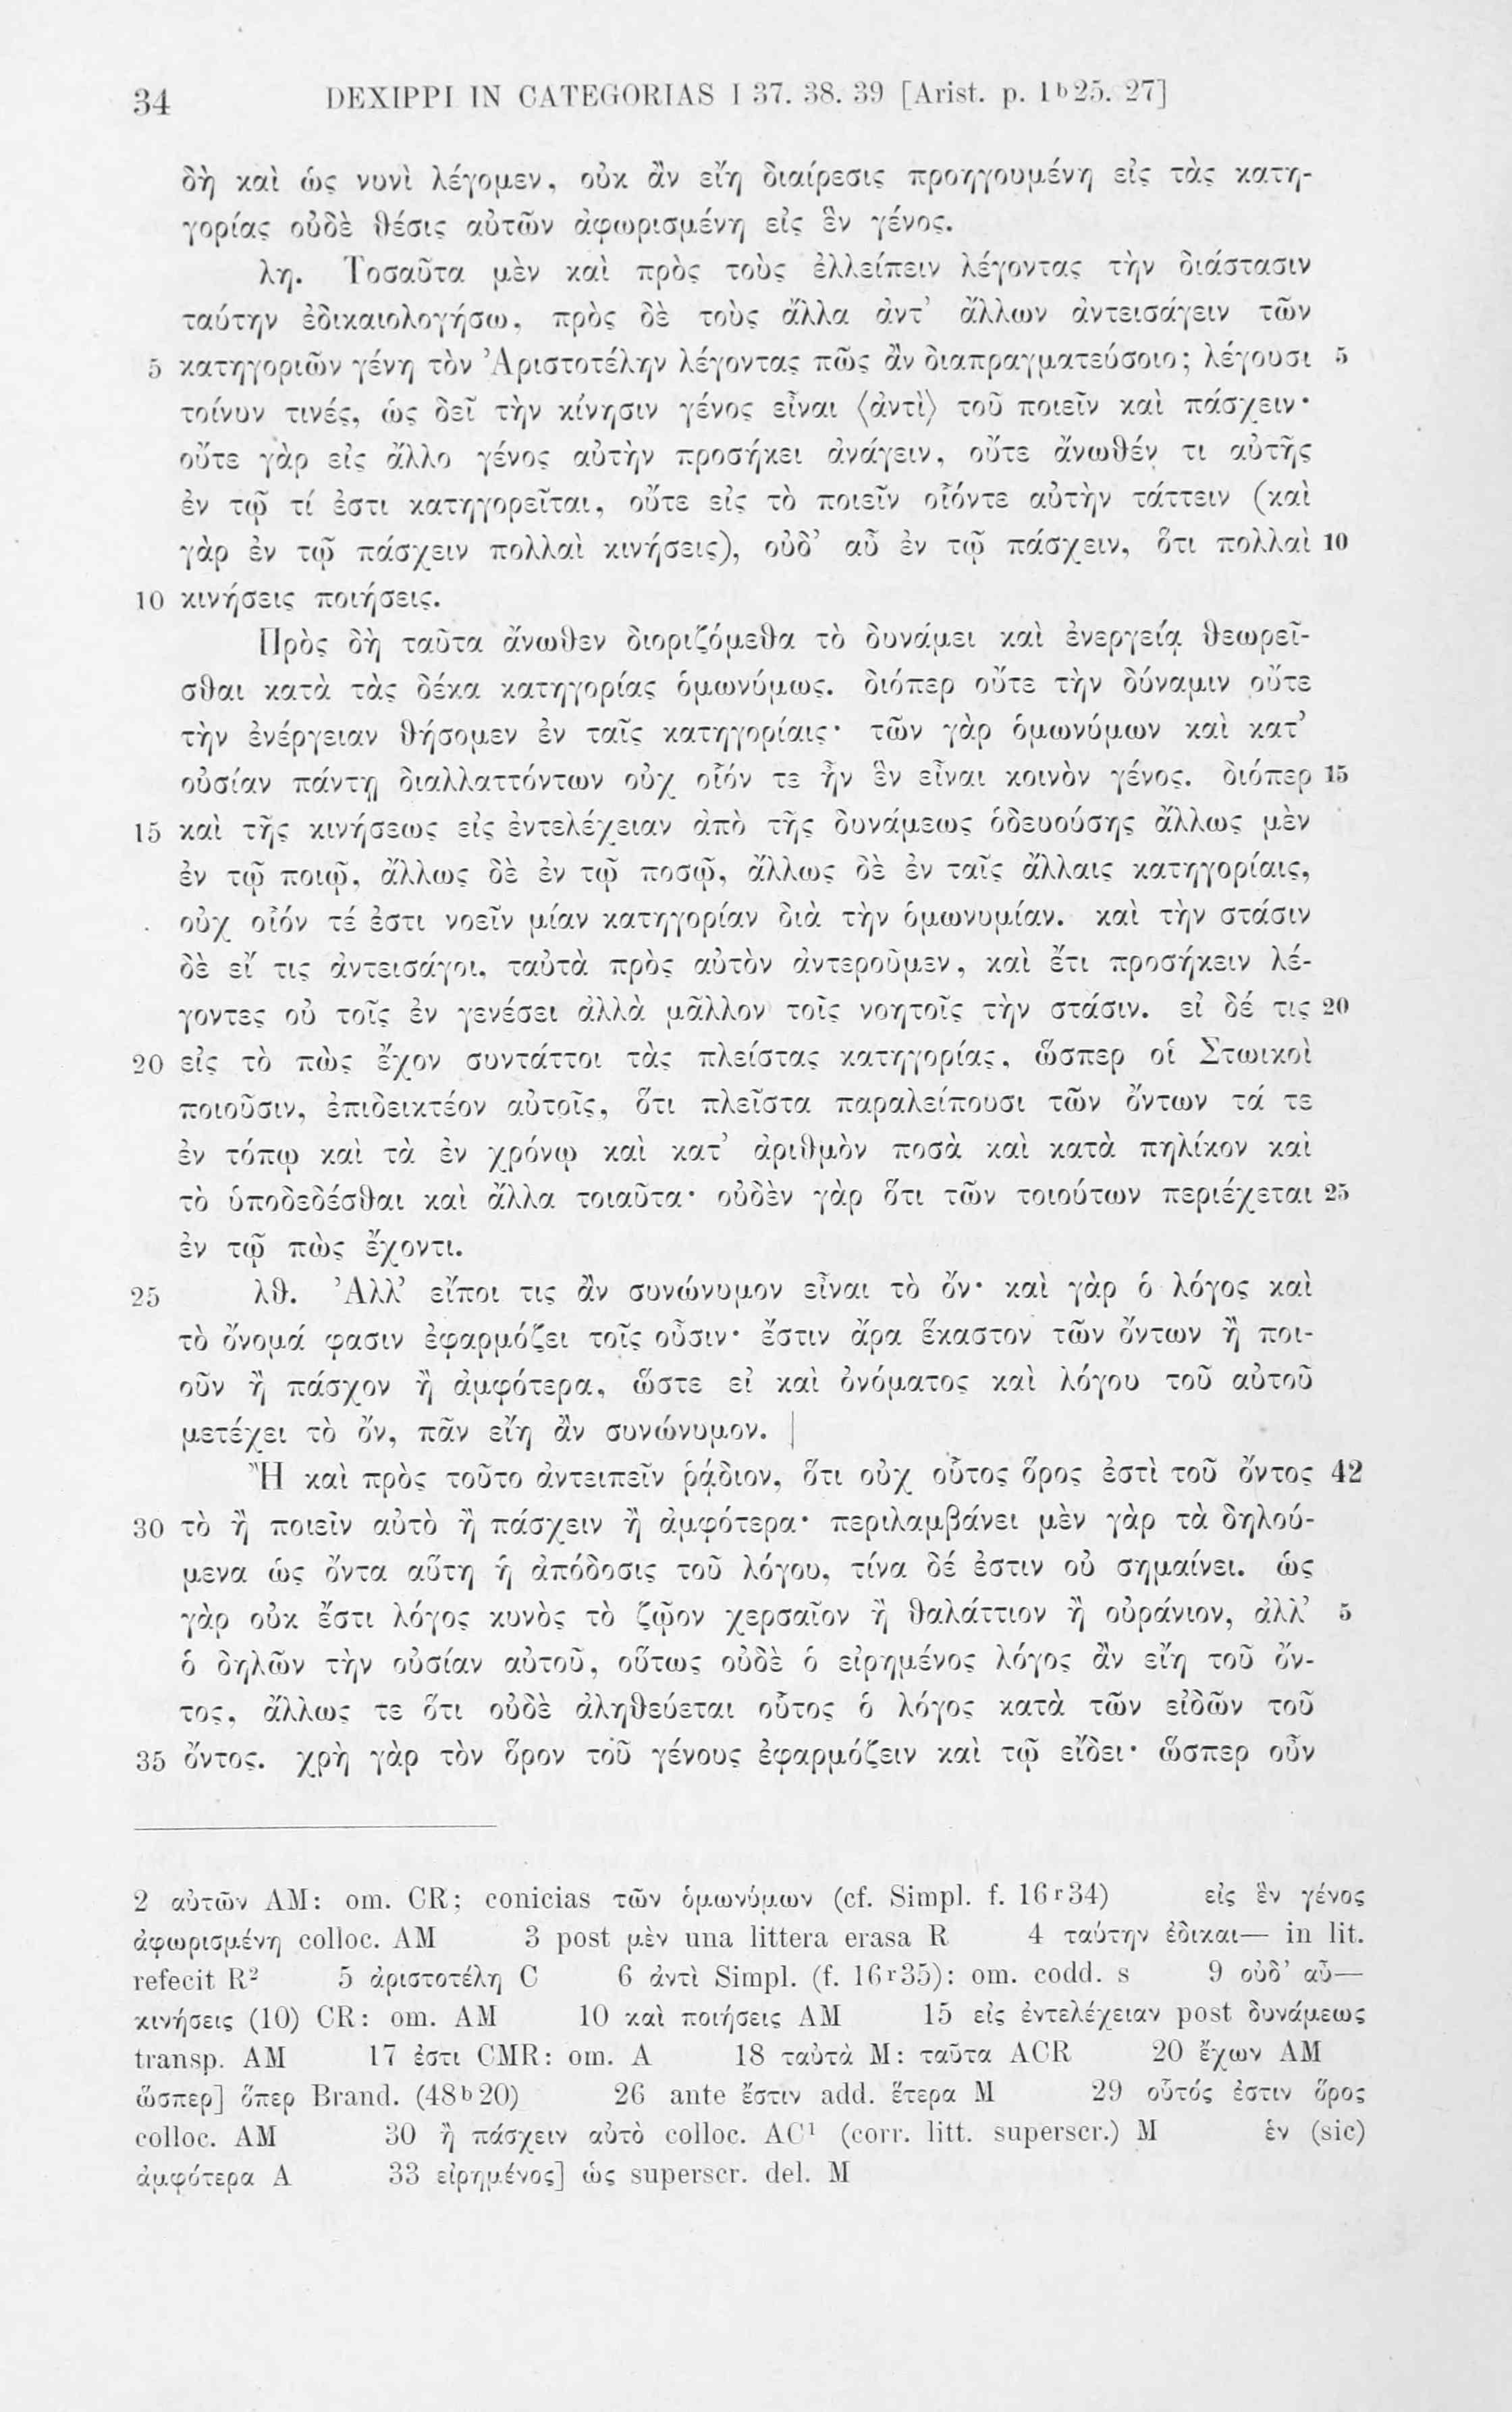 34 DEXIPPI IN CATEGORIAS I 37. 38. 39 [Arist. p. 1b25. 27]
δὴ καὶ ὡς νυνὶ λέγομεν, οὐκ ἂν εἴη διαίρεσις προηγουμένη εἰς τὰς κατη-
γορίας οὐδὲ θέσις αὐτῶν ἀφωρισμένη εἰς ἓν γένος.
λη. Τοσαῦτα μὲν καὶ πρὸς τοὺς ἐλλείπειν λέγοντας τὴν διάστασιν
ταύτην ἐδικαιολογήσω, πρὸς δὲ τοὺς ἄλλα ἀντ’ ἄλλων ἀντεισάγειν τῶν
5 κατηγοριῶν γένη τὸν Ἀριστοτέλην λέγοντας πῶς ἂν διαπραγματεύσοιο; λέγουσι 5
τοίνυν τινές, ὡς δεῖ τὴν κίνησιν γένος εἶναι ⟨ἀντὶ⟩ τοῦ ποιεῖν καὶ πάσχειν·
οὔτε γὰρ εἰς ἄλλο γένος αὐτὴν προσήκει ἀνάγειν, οὔτε ἄνωθέν τι αὐτῆς
ἐν τῷ τί ἐστι κατηγορεῖται, οὔτε εἰς τὸ ποιεῖν οἷόντε αὐτὴν τάττειν (καὶ
γὰρ ἐν τῷ πάσχειν πολλαὶ κινήσεις), οὐδ’ αὖ ἐν τῷ πάσχειν, ὅτι πολλαὶ 10
10 κινήσεις ποιήσεις.
Πρὸς δὴ ταῦτα ἄνωθεν διοριζόμεθα τὸ δυνάμει καὶ ἐνεργείᾳ θεωρεῖ-
σθαι κατὰ τὰς δέκα κατηγορίας ὁμωνύμως. διόπερ οὔτε τὴν δύναμιν οὔτε
τὴν ἐνέργειαν θήσομεν ἐν ταῖς κατηγορίαις· τῶν γὰρ ὁμωνύμων καὶ κατ’
οὐσίαν πάντῃ διαλλαττόντων οὐχ οἷόν τε ἦν ἓν εἶναι κοινὸν γένος. διόπερ 15
15 καὶ τῆς κινήσεως εἰς ἐντελέχειαν ἀπὸ τῆς δυνάμεως ὁδευούσης ἄλλως μὲν
ἐν τῷ ποιῷ, ἄλλως δὲ ἐν τῷ ποσῷ, ἄλλως δὲ ἐν ταῖς ἄλλαις κατηγορίαις,
οὐχ οἷόν τέ ἐστι νοεῖν μίαν κατηγορίαν διὰ τὴν ὁμωνυμίαν. καὶ τὴν στάσιν
δὲ εἴ τις ἀντεισάγοι, ταὐτὰ πρὸς αὐτὸν ἀντεροῦμεν, καὶ ἔτι προσήκειν λέ-
γοντες οὐ τοῖς ἐν γενέσει ἀλλὰ μᾶλλον τοῖς νοητοῖς τὴν στάσιν. εἰ δέ τις 20
20 εἰς τὸ πὼς ἔχον συντάττοι τὰς πλείστας κατηγορίας, ὥσπερ οἱ Στωικοὶ
ποιοῦσιν, ἐπιδεικτέον αὐτοῖς, ὅτι πλεῖστα παραλείπουσι τῶν ὄντων τά τε
ἐν τόπῳ καὶ τὰ ἐν χρόνῳ καὶ κατ’ ἀριθμὸν ποσὰ καὶ κατὰ πηλίκον καὶ
τὸ ὑποδεδέσθαι καὶ ἄλλα τοιαῦτα· οὐδὲν γὰρ ὅτι τῶν τοιούτων περιέχεται 25
ἐν τῷ πὼς ἔχοντι.
25 λθ. Ἀλλ’ εἴποι τις ἂν συνώνυμον εἶναι τὸ ὄν· καὶ γὰρ ὁ λόγος καὶ
τὸ ὄνομά φασιν ἐφαρμόζει τοῖς οὖσιν· ἔστιν ἄρα ἕκαστον τῶν ὄντων ἢ ποι-
οῦν ἢ πάσχον ἢ ἀμφότερα, ὥστε εἰ καὶ ὀνόματος καὶ λόγου τοῦ αὐτοῦ
μετέχει τὸ ὄν, πᾶν εἴη ἂν συνώνυμον. |
Ἢ καὶ πρὸς τοῦτο ἀντειπεῖν ῥᾴδιον, ὅτι οὐχ οὗτος ὅρος ἐστὶ τοῦ ὄντος 42
30 τὸ ἢ ποιεῖν αὐτὸ ἢ πάσχειν ἢ ἀμφότερα· περιλαμβάνει μὲν γὰρ τὰ δηλού-
μενα ὡς ὄντα αὕτη ἡ ἀπόδοσις τοῦ λόγου, τίνα δέ ἐστιν οὐ σημαίνει. ὡς
γὰρ οὐκ ἔστι λόγος κυνὸς τὸ ζῷον χερσαῖον ἢ θαλάττιον ἢ οὐράνιον, ἀλλ’ 5
ὁ δηλῶν τὴν οὐσίαν αὐτοῦ, οὕτως οὐδὲ ὁ εἰρημένος λόγος ἂν εἴη τοῦ ὄν-
τος, ἄλλως τε ὅτι οὐδὲ ἀληθεύεται οὗτος ὁ λόγος κατὰ τῶν εἰδῶν τοῦ
35 ὄντος. χρὴ γὰρ τὸν ὅρον τοῦ γένους ἐφαρμόζειν καὶ τῷ εἴδει· ὥσπερ οὖν
2 αὐτῶν AM: om. CR; conicias τῶν ὁμωνύμων (cf. Simpl. f. 16r34) εἰς ἓν γένος
ἀφωρισμένη colloc. AM 3 post μὲν una littera erasa R 4 ταύτην ἐδικαι— in lit.
refecit R2 5 ἀριστοτέλη C 6 ἀντὶ Simpl. (f. 16r35): om. codd. s 9 οὐδ’ αὖ—
κινήσεις (10) CR: om. AM 10 καὶ ποιήσεις AM 15 εἰς ἐντελέχειαν post δυνάμεως
transp. AM 17 ἐστι CMR: om. A 18 ταὐτὰ M: ταῦτα ACR 20 ἔχων AM
ὥσπερ] ὅπερ Brand. (48b20) 26 ante ἔστιν add. ἕτερα M 29 οὗτός ἐστιν ὅρος
colloc. AM 30 ἢ πάσχειν αὐτὸ colloc. AC1 (corr. litt. superscr.) M ἐν (sic)
ἀμφότερα A 33 εἰρημένος] ὡς superscr. del. M